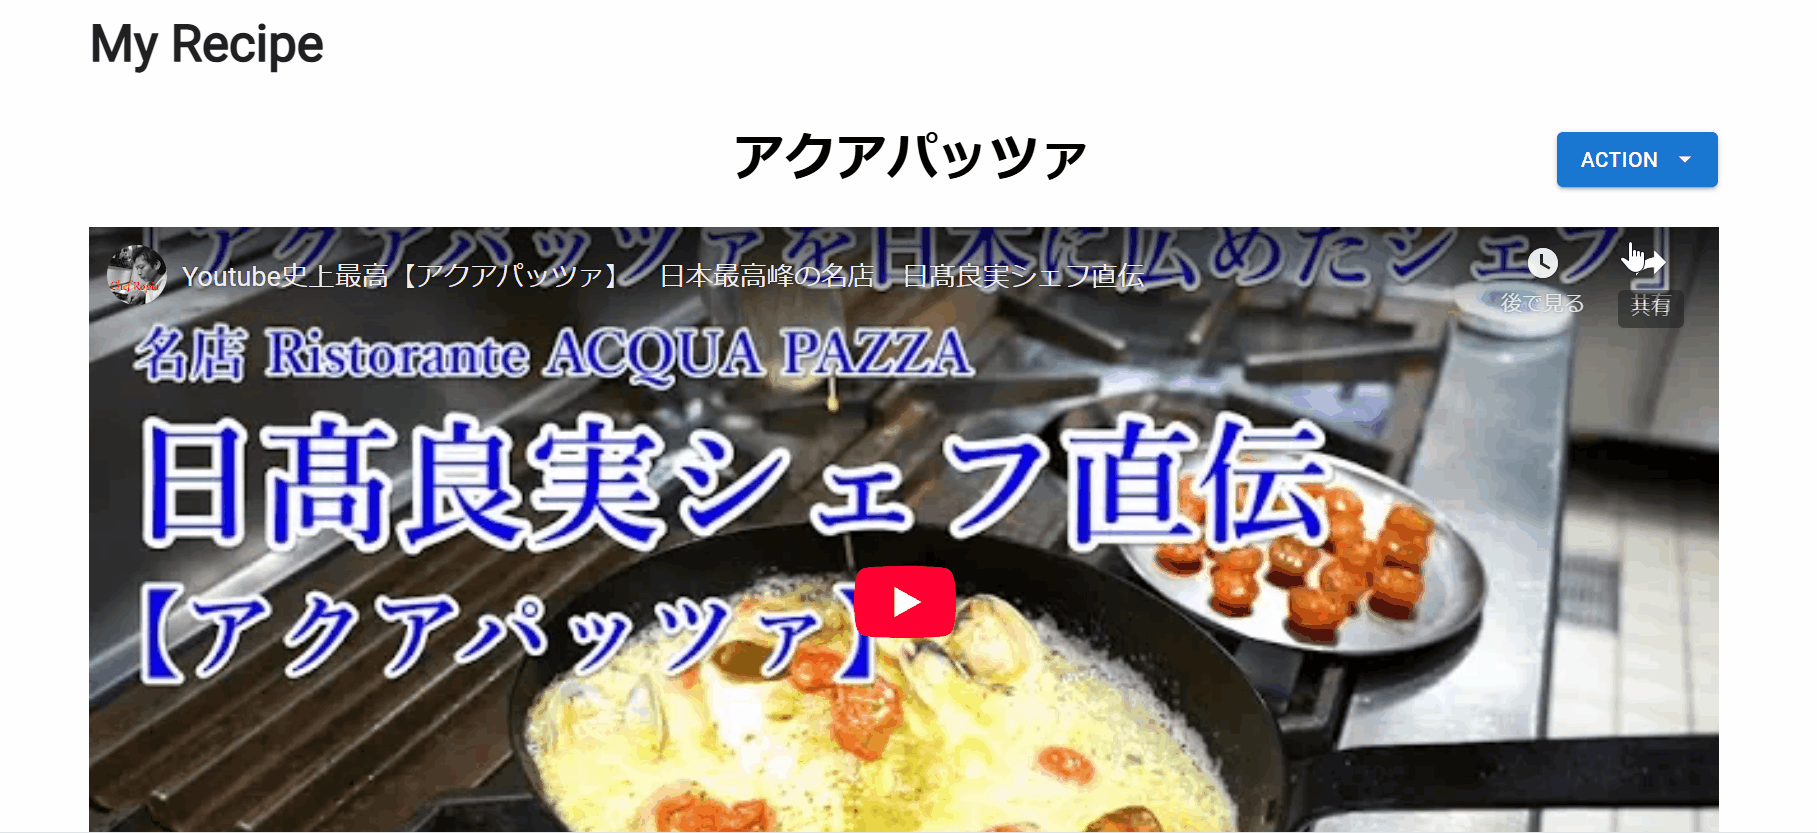 My Recipe
アクアパッツァ
ACTION
アクアパッツァを日本に広めたシェフ』
Youtube史上最高【アクアパッツァ】 日本最高峰の名店 日髙良実シェフ直伝
後で見る
共有
名店 Ristorante ACQUA PAZZA
日髙良実シェフ直伝
【アクアパッツァ】